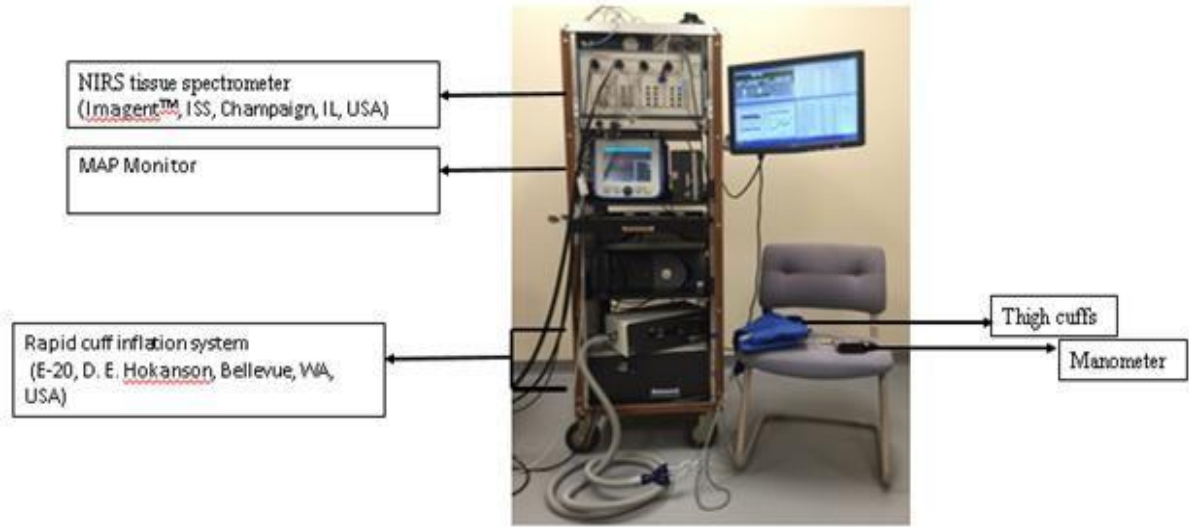 NIRS tissue spectrometer
(Imagent™, ISS, Champaign, IL, USA)
MAP Monitor
Rapid cuff inflation system
(E-20, D. E. Hokanson, Bellevue, WA,
USA)
Thigh cuffs
Manometer